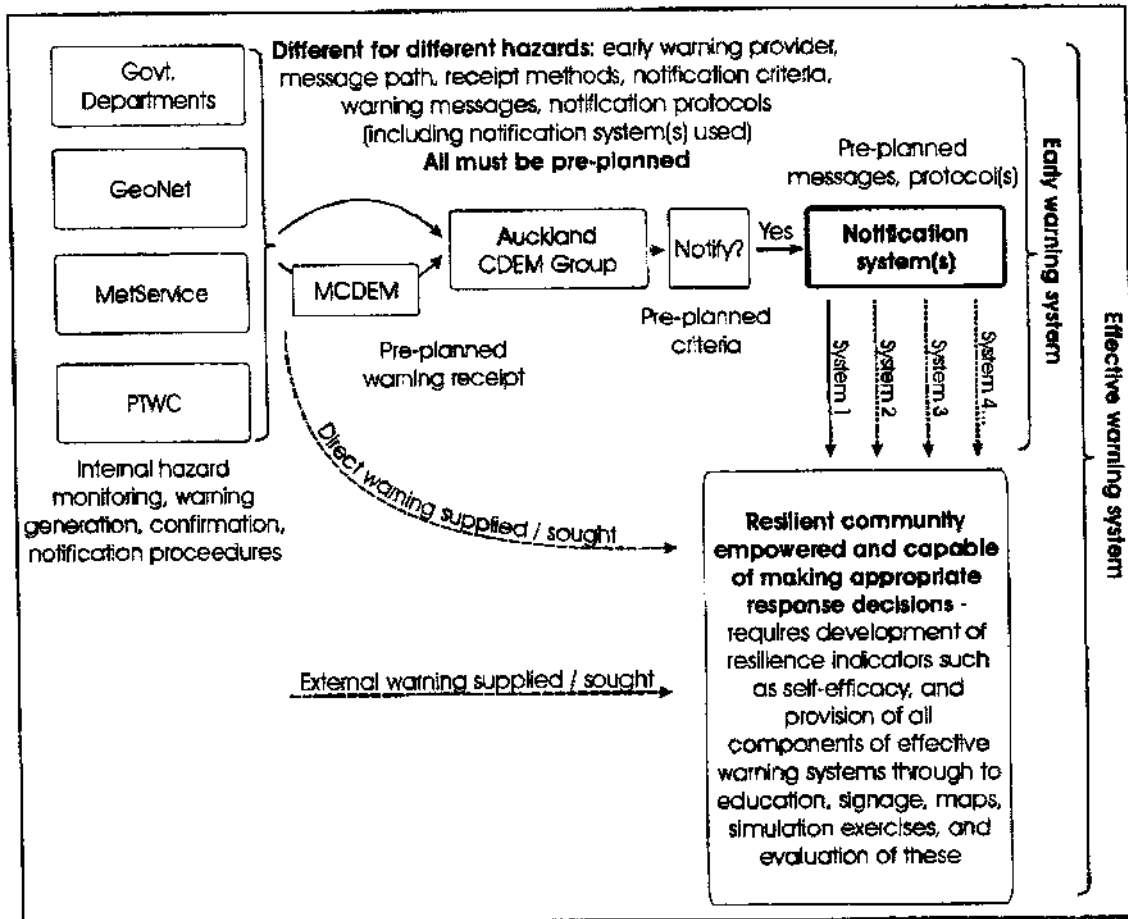 Different for different hazards: early warning provider,
message path, receipt methods, notification criteria,
warning messages, notification protocols
(including notification system(s) used)
All must be pre-planned
Govt.
Departments
GeoNet
MetService
PTWC
Internal hazard
monitoring, warning
generation, confirmation,
notification proceedures
MCDEM
Auckland
CDEM Group
Pre-planned
warning receipt
Notify?
Pre-planned
criteria
Yes
Pre-planned
messages, protocol(s)
Notification
system(s)
System 1
System 2
System 3
System 4...
Early warning system
Effective warning system
Direct warning supplied / sought
External warning supplied / sought
Resilient community
empowered and capable
of making appropriate
response decisions -
requires development of
resilience indicators such
as self-efficacy, and
provision of all
components of effective
warning systems through to
education, signage, maps,
simulation exercises, and
evaluation of these